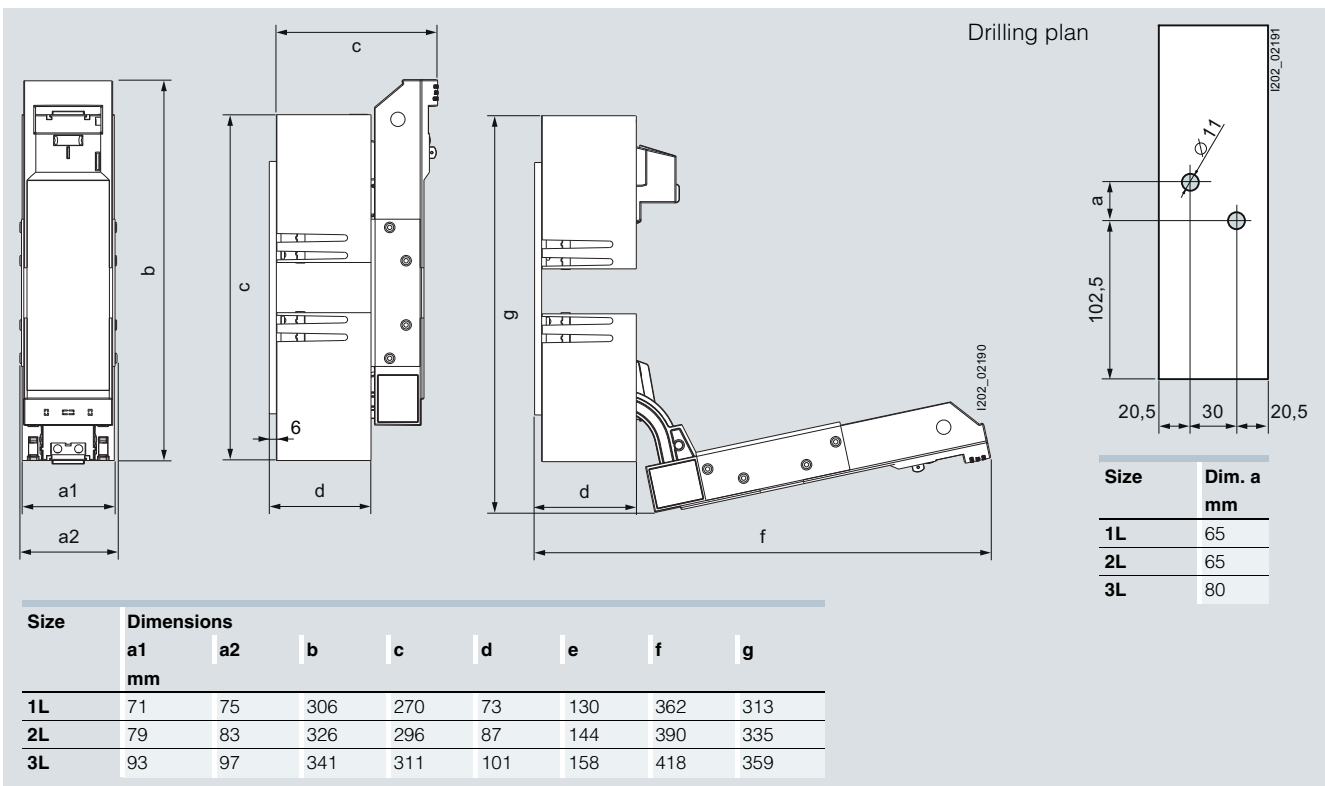 c
Drilling plan
I202_02191
∅ 11
b
c
g
a
102,5
I202_02190
6
20,5 30 20,5
a1
d
d
a2
f
Size Dim. a
mm
1L 65
2L 65
3L 80
Size Dimensions
a1 a2 b c d e f g
mm
1L 71 75 306 270 73 130 362 313
2L 79 83 326 296 87 144 390 335
3L 93 97 341 311 101 158 418 359